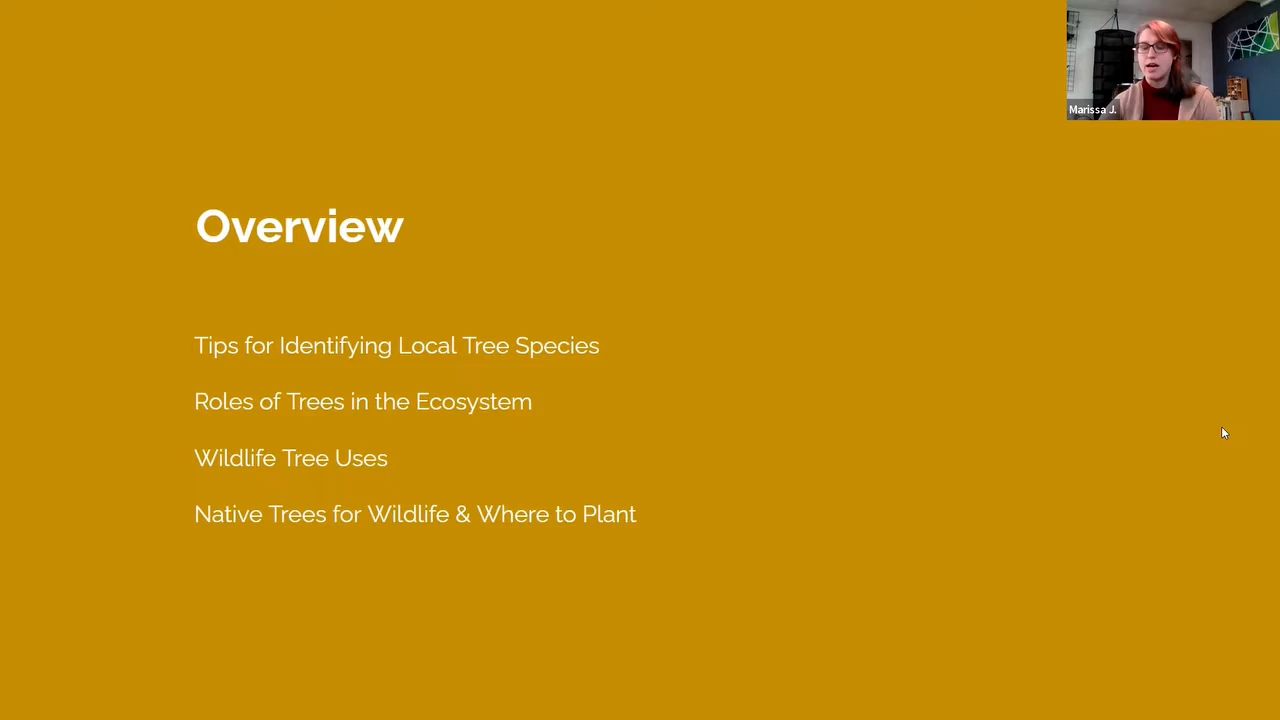 Marissa J.
Overview
Tips for Identifying Local Tree Species
Roles of Trees in the Ecosystem
Wildlife Tree Uses
Native Trees for Wildlife & Where to Plant